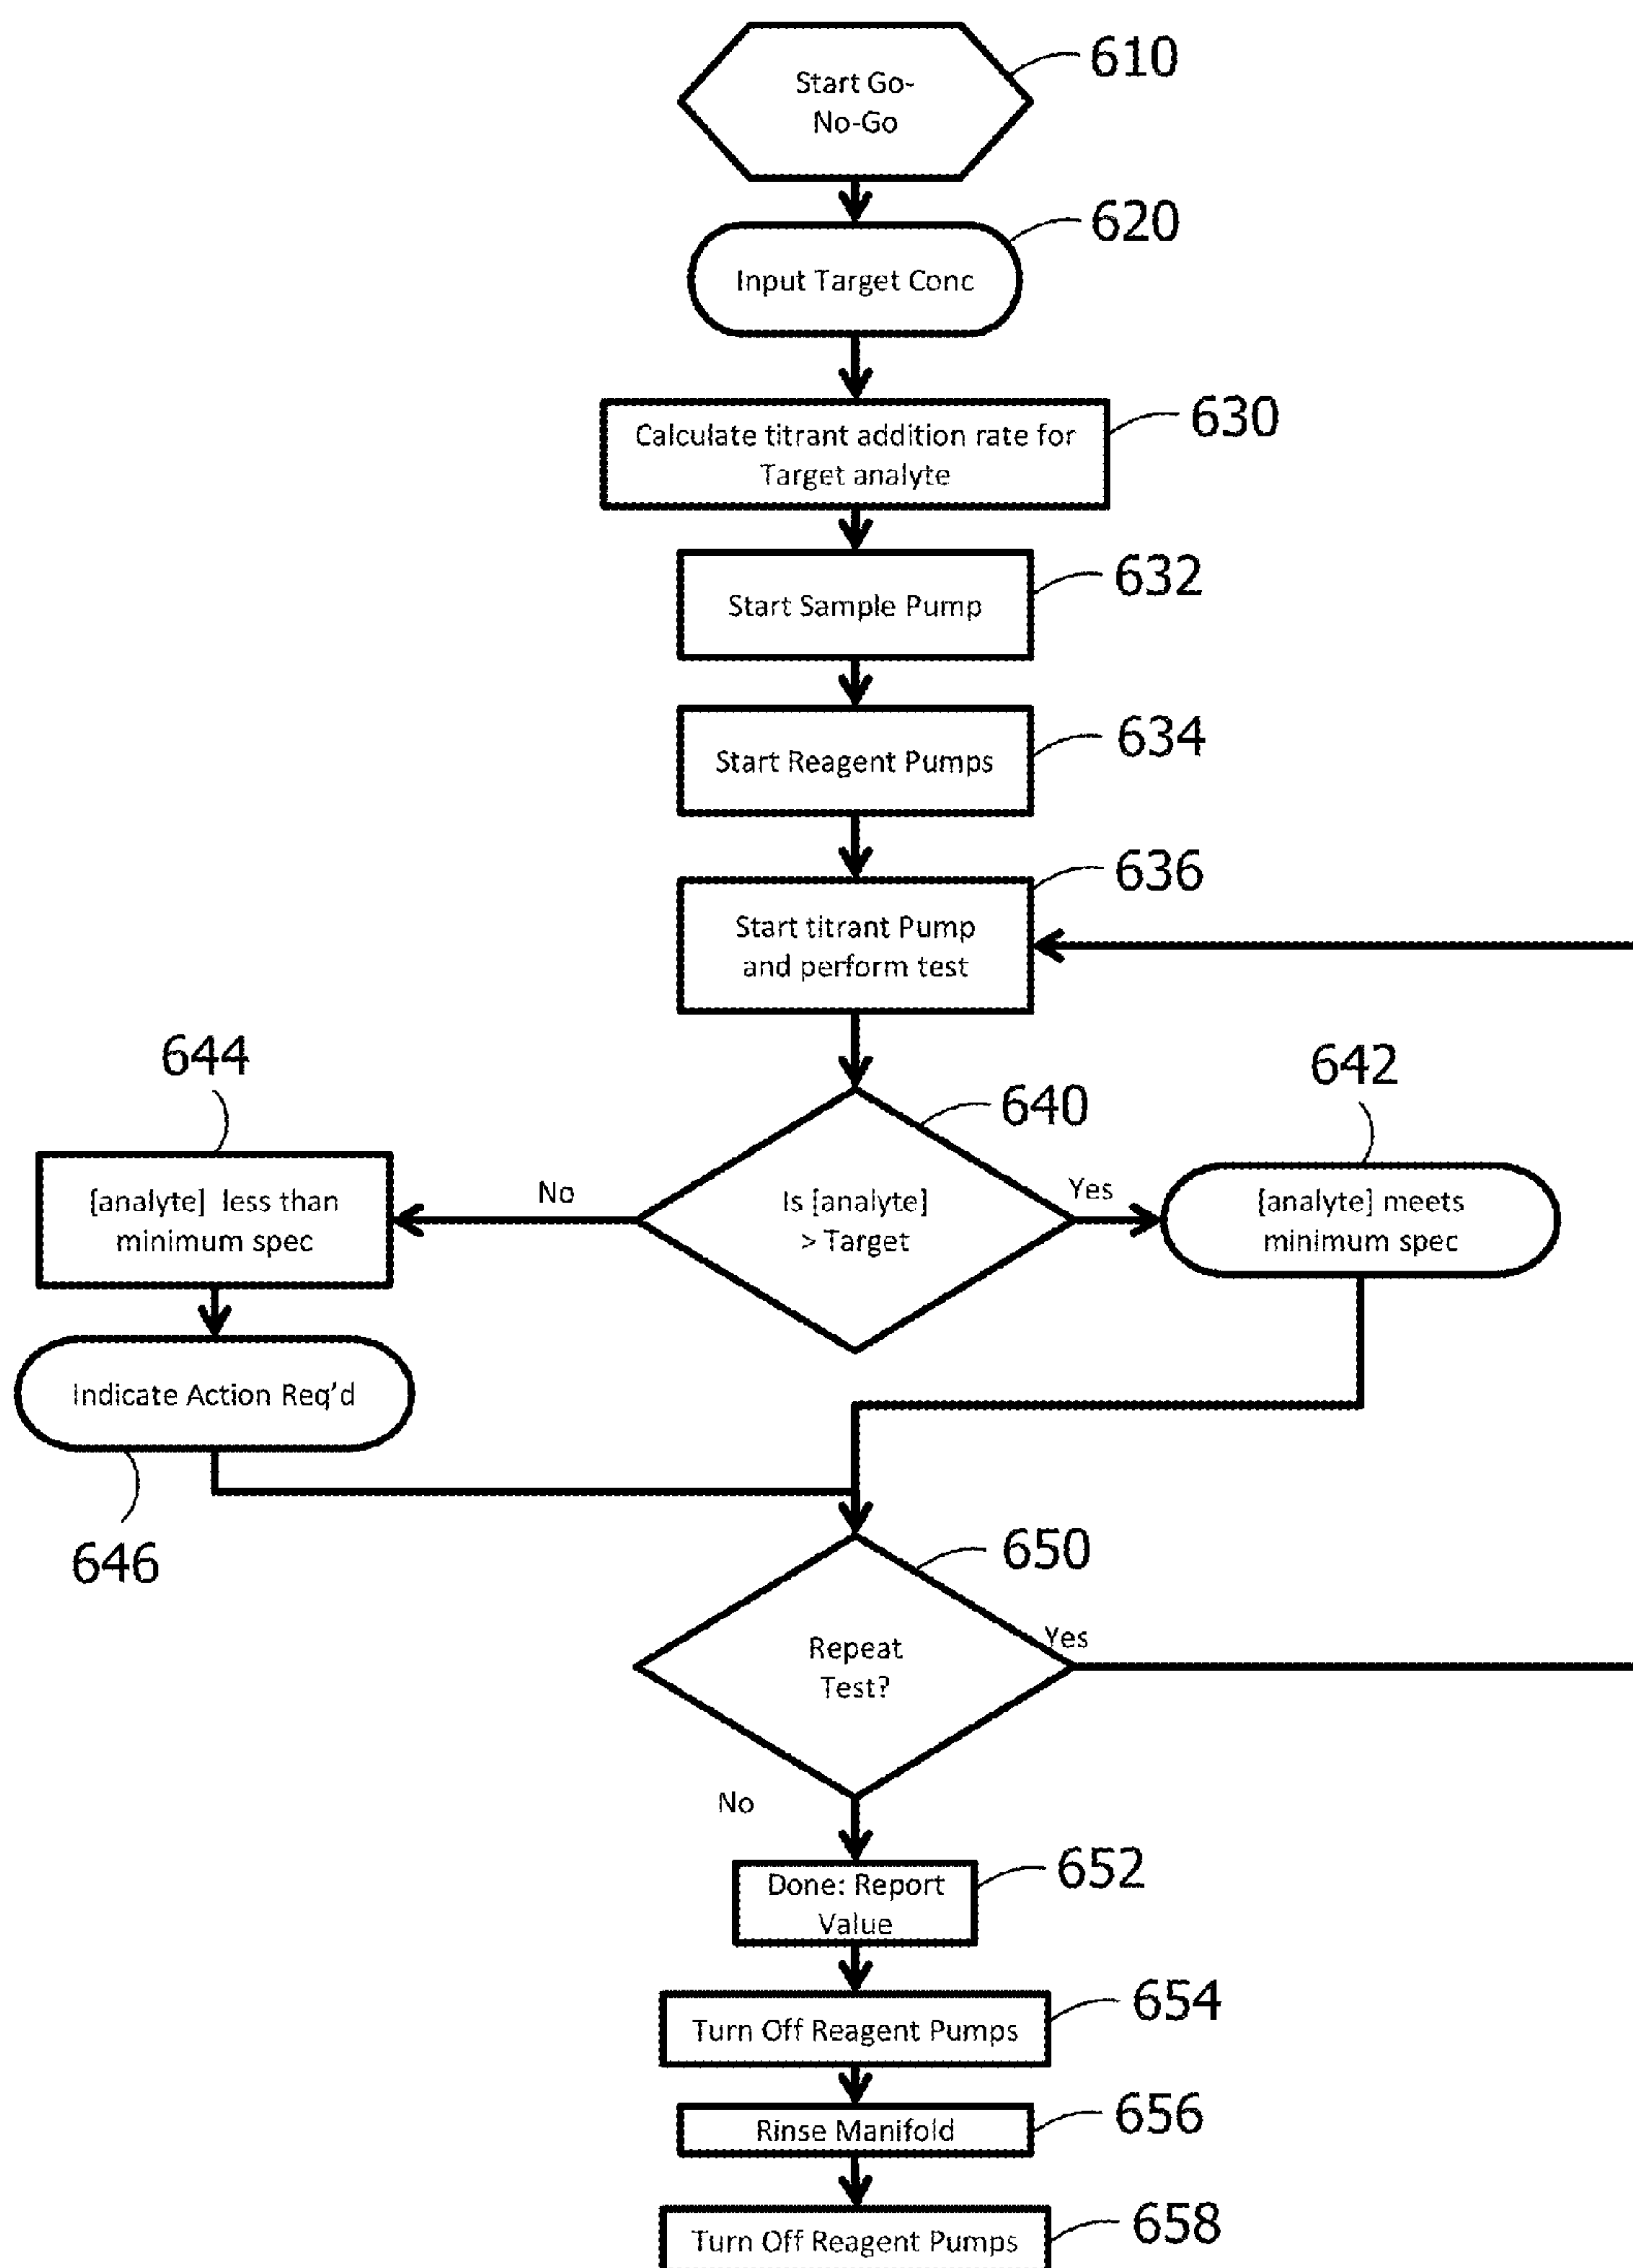 Start Go-
No-Go
610
Input Target Conc
620
Calculate titrant addition rate for
Target analyte
630
Start Sample Pump
632
Start Reagent Pumps
634
Start titrant Pump
and perform test
636
644
642
640
[analyte]  less than
minimum spec
No
Is [analyte]
> Target
Yes
[analyte] meets
minimum spec
Indicate Action Req'd
646
650
Repeat
Test?
Yes
No
Done: Report
Value
652
Turn Off Reagent Pumps
654
Rinse Manifold
656
Turn Off Reagent Pumps
658